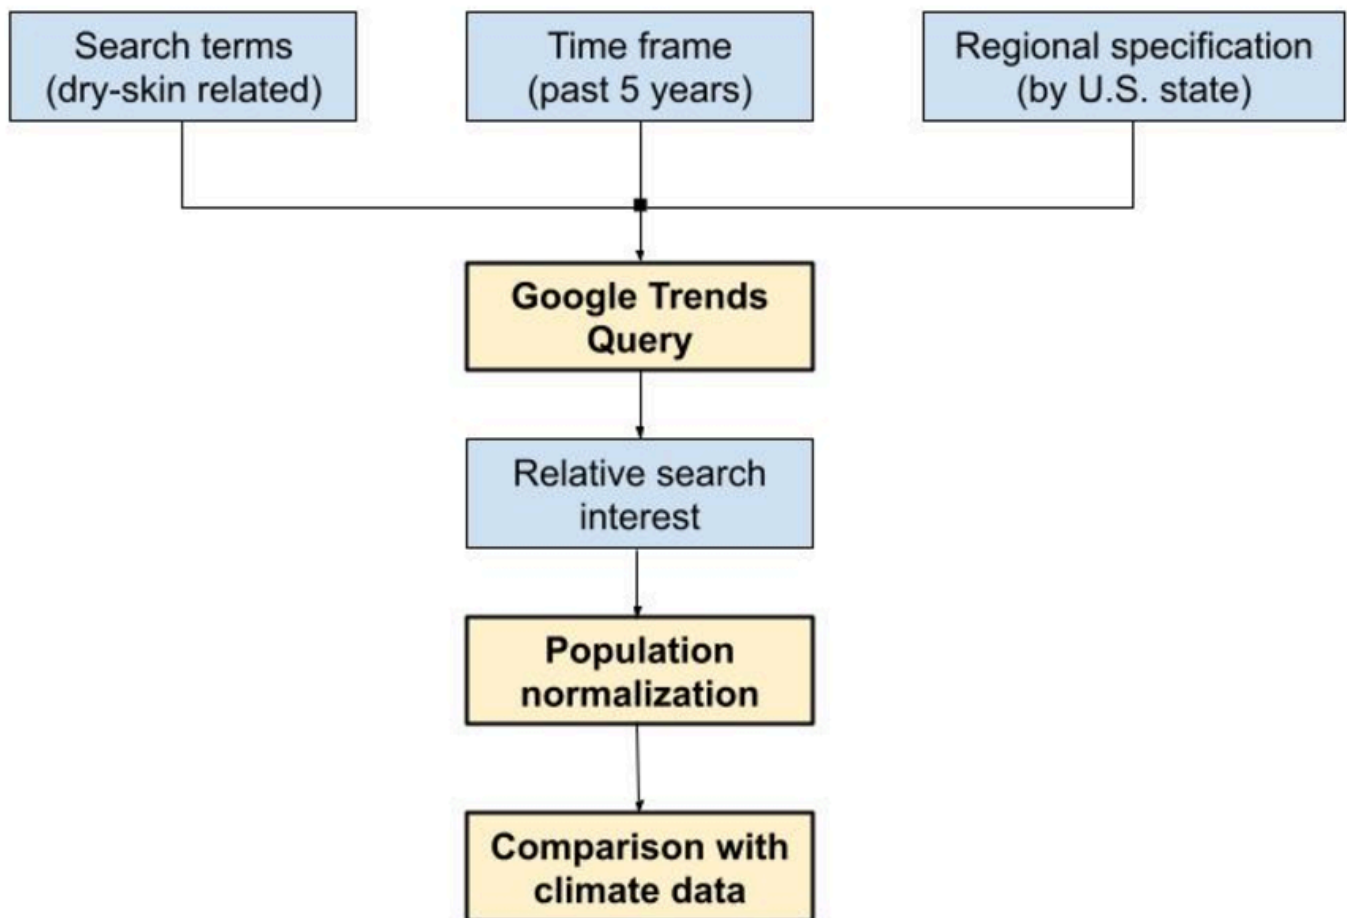 Search terms
(dry-skin related)
Time frame
(past 5 years)
Regional specification
(by U.S. state)
Google Trends
Query
Relative search
interest
Population
normalization
Comparison with
climate data